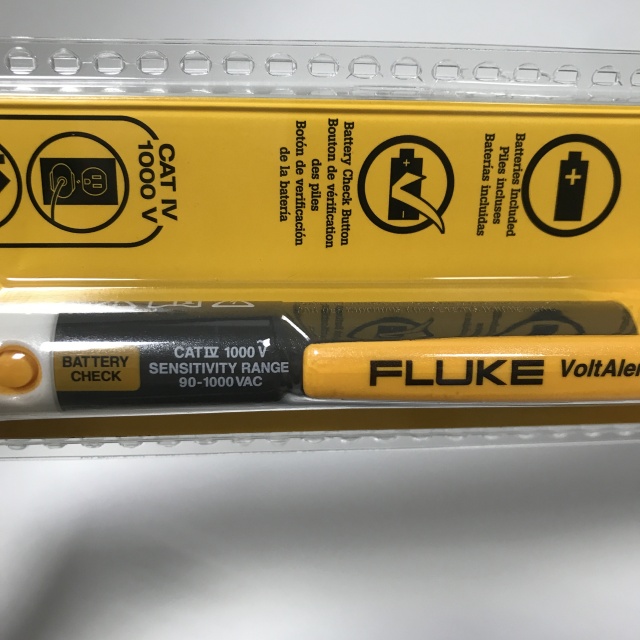 CAT IV
1000 V
Battery Check Button
Bouton de vérification
des piles
Botón de verificación
de la batería
Batteries included
Piles incluses
Baterías incluidas
BATTERY
CHECK
CAT IV 1000 V
SENSITIVITY RANGE
90-1000 VAC
FLUKE